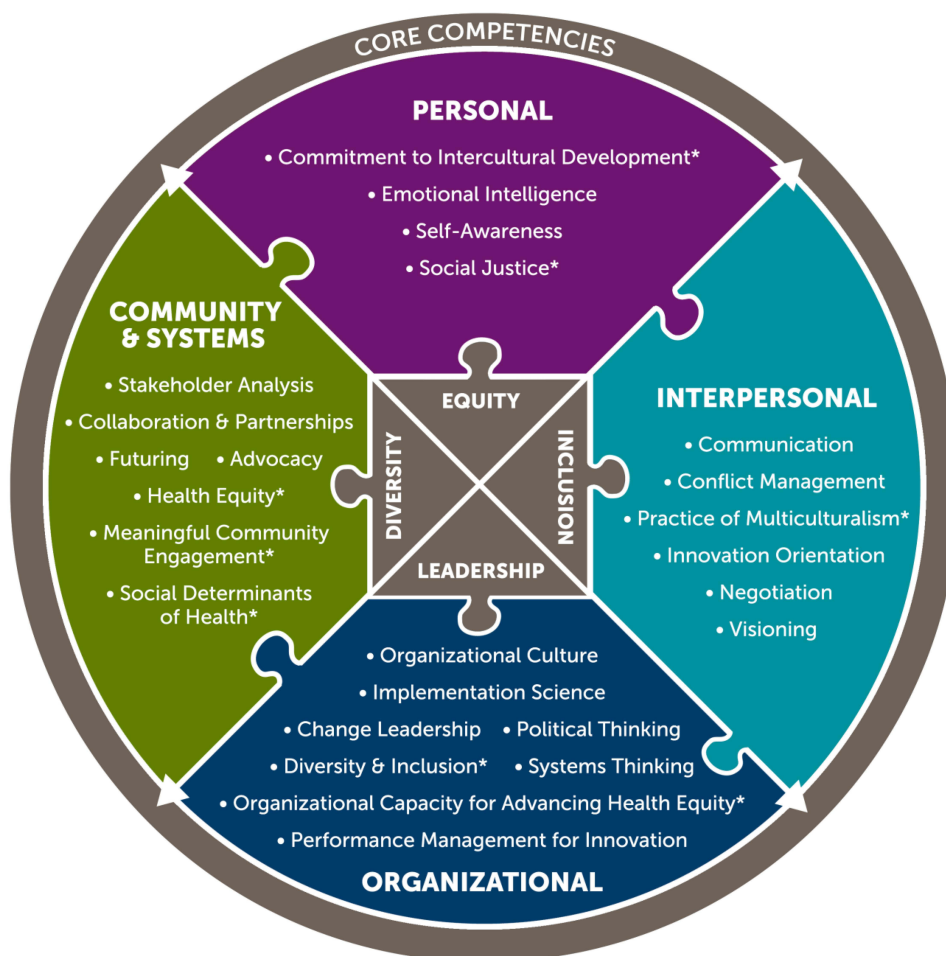 CORE COMPETENCIES
PERSONAL
• Commitment to Intercultural Development*
• Emotional Intelligence
• Self-Awareness
• Social Justice*
COMMUNITY
& SYSTEMS
• Stakeholder Analysis
• Collaboration & Partnerships
• Futuring • Advocacy
• Health Equity*
• Meaningful Community
Engagement*
• Social Determinants
of Health*
EQUITY
DIVERSITY
INCLUSION
LEADERSHIP
INTERPERSONAL
• Communication
• Conflict Management
• Practice of Multiculturalism*
• Innovation Orientation
• Negotiation
• Visioning
• Organizational Culture
• Implementation Science
• Change Leadership • Political Thinking
• Diversity & Inclusion* • Systems Thinking
• Organizational Capacity for Advancing Health Equity*
• Performance Management for Innovation
ORGANIZATIONAL